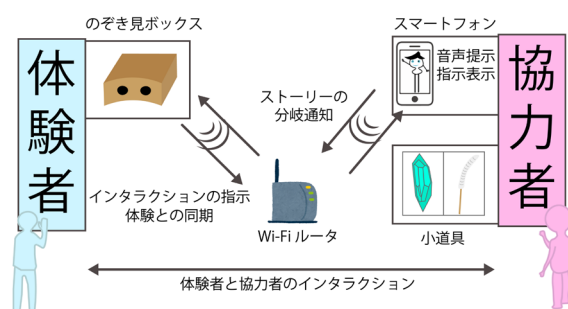 のぞき見ボックス
スマートフォン
体験者
音声提示
指示表示
協力者
ストーリーの
分岐通知
インタラクションの指示
体験との同期
Wi-Fi ルータ
小道具
体験者と協力者のインタラクション